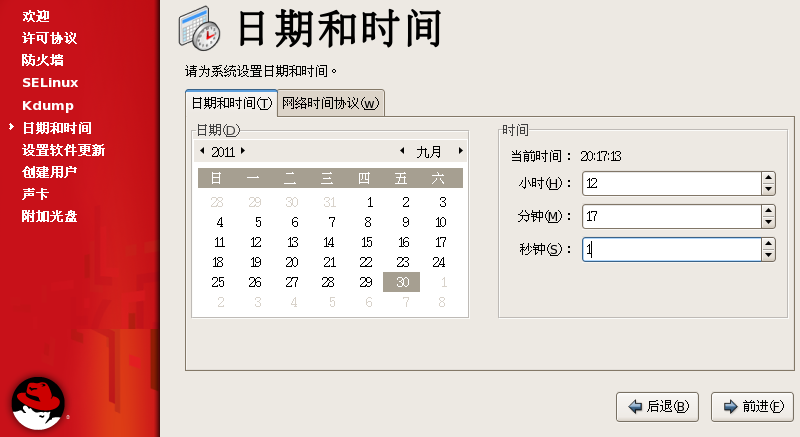 欢迎
许可协议
防火墙
SELinux
Kdump
日期和时间
设置软件更新
创建用户
声卡
附加光盘
日期和时间
请为系统设置日期和时间。
日期和时间(T) 网络时间协议(w)
日期(D)
2011 九月
日 一 二 三 四 五 六
28 29 30 31 1 2 3
4 5 6 7 8 9 10
11 12 13 14 15 16 17
18 19 20 21 22 23 24
25 26 27 28 29 30 1
2 3 4 5 6 7 8
时间
当前时间： 20:17:13
小时(H)： 12
分钟(M)： 17
秒钟(S)： 1
后退(B) 前进(F)